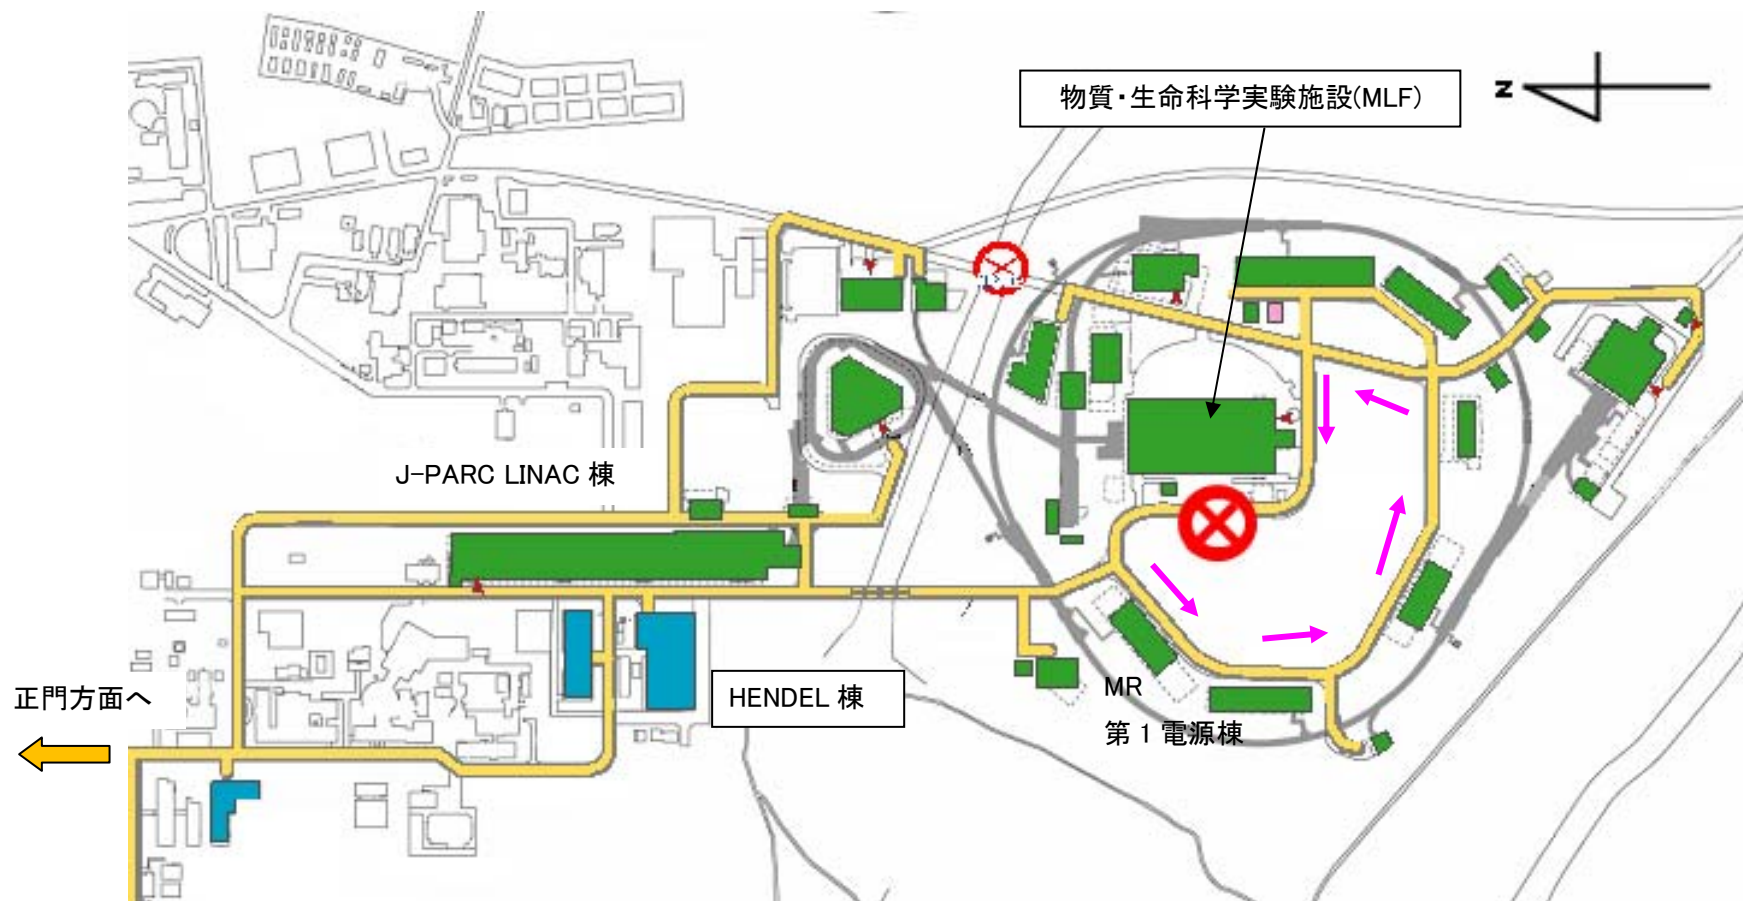 物質・生命科学実験施設(MLF)
Z
J-PARC LINAC 棟
正門方面へ
HENDEL 棟
MR
第 1 電源棟